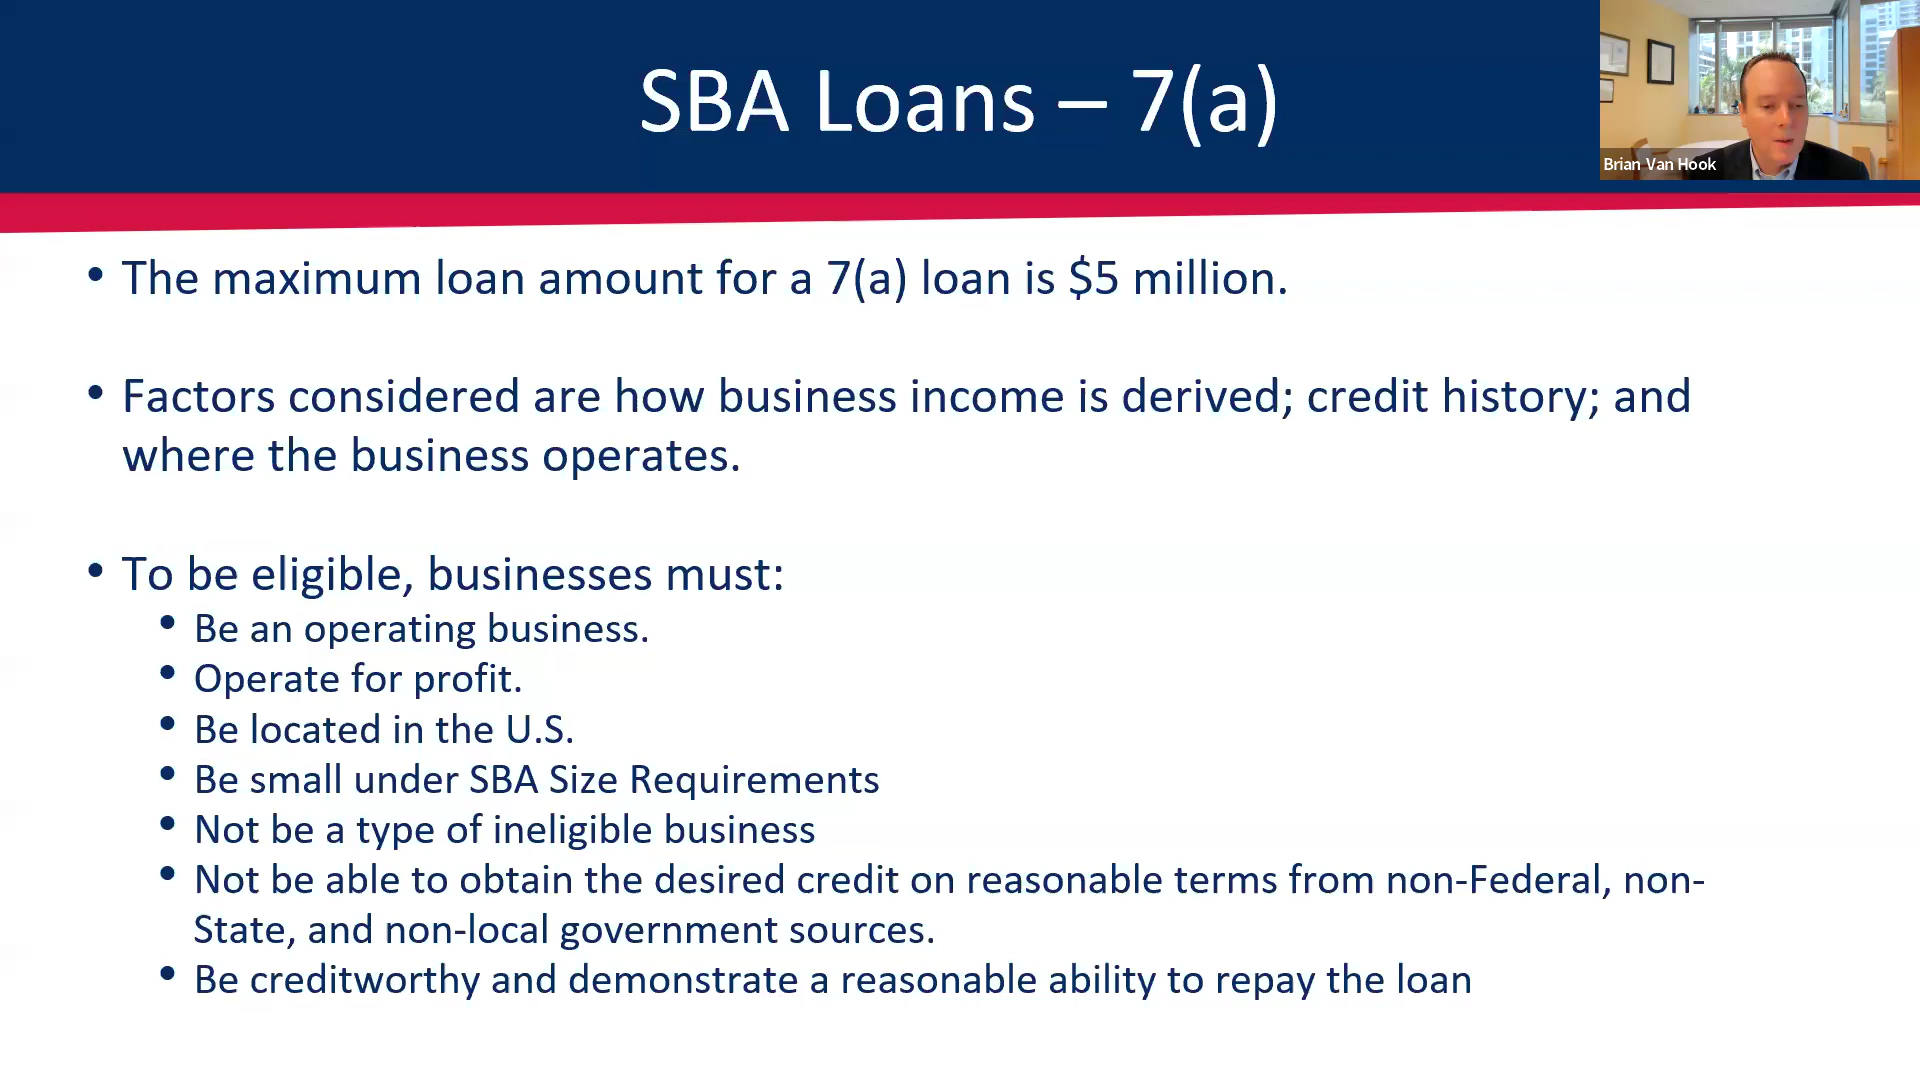 SBA Loans – 7(a)
Brian Van Hook
• The maximum loan amount for a 7(a) loan is $5 million.
• Factors considered are how business income is derived; credit history; and
where the business operates.
• To be eligible, businesses must:
• Be an operating business.
• Operate for profit.
• Be located in the U.S.
• Be small under SBA Size Requirements
• Not be a type of ineligible business
• Not be able to obtain the desired credit on reasonable terms from non-Federal, non-
State, and non-local government sources.
• Be creditworthy and demonstrate a reasonable ability to repay the loan